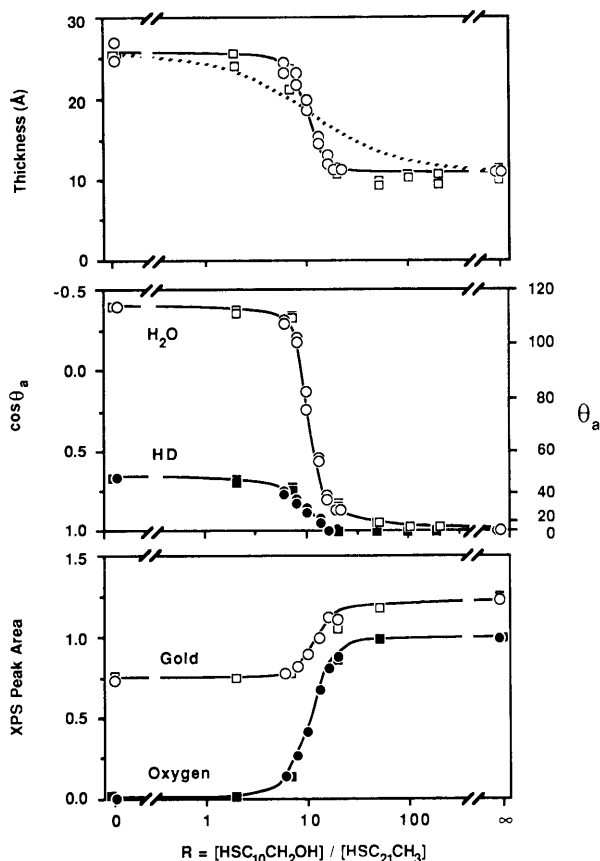 30
20
10
0
Thickness (Å)
-0.5
0.0
0.5
1.0
cosθₐ
H₂O
HD
120
100
80
60
40
20
0
θₐ
1.5
1.0
0.5
0.0
XPS Peak Area
Gold
Oxygen
0 1 10 100 ∞
R = [HSC₁₀CH₂OH] / [HSC₂₁CH₃]